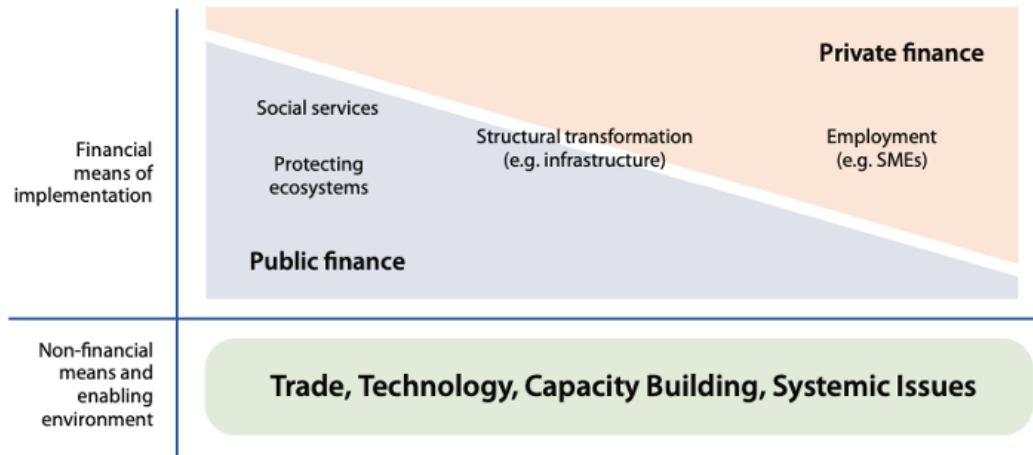 Financial
means of
implementation
Private finance
Social services
Structural transformation
(e.g. infrastructure)
Employment
(e.g. SMEs)
Protecting
ecosystems
Public finance
Non-financial
means and
enabling
environment
Trade, Technology, Capacity Building, Systemic Issues